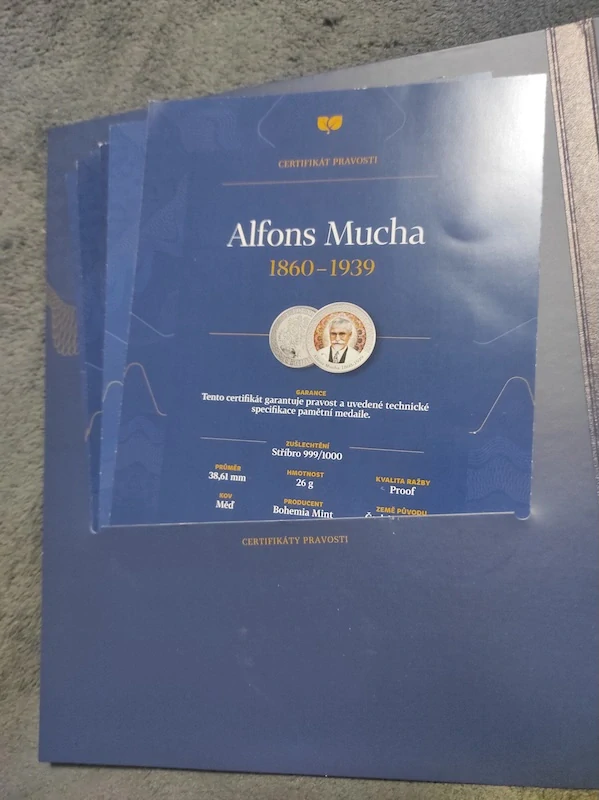 CERTIFIKÁT PRAVOSTI
Alfons Mucha
1860–1939
GARANCE
Tento certifikát garantuje pravost a uvedené technické
specifikace pamětní medaile.
ZUŠLECHTĚNÍ
Stříbro 999/1000
PRŮMĚR
38,61 mm
HMOTNOST
26 g
KVALITA RAŽBY
Proof
KOV
Měď
PRODUCENT
Bohemia Mint
ZEMĚ PŮVODU
CERTIFIKÁTY PRAVOSTI